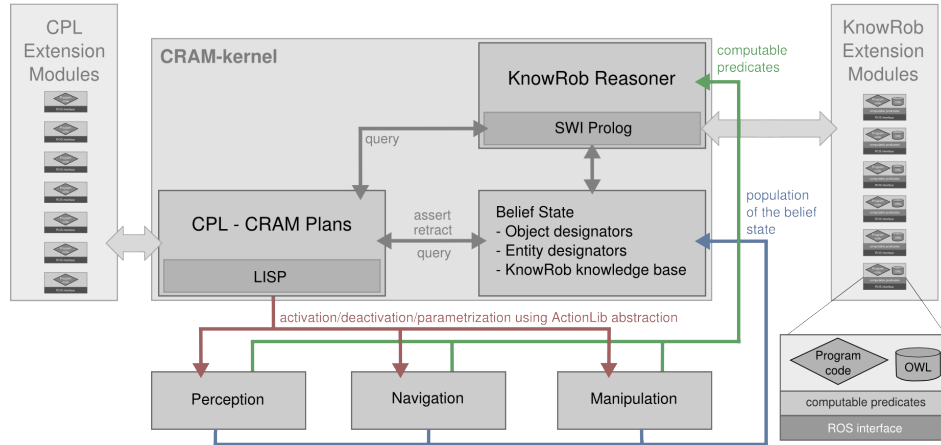 CPL
Extension
Modules
CRAM-kernel
KnowRob Reasoner
SWI Prolog
computable
predicates
KnowRob
Extension
Modules
query
CPL - CRAM Plans
LISP
assert
retract
query
Belief State
- Object designators
- Entity designators
- KnowRob knowledge base
population
of the belief
state
activation/deactivation/parametrization using ActionLib abstraction
Perception
Navigation
Manipulation
Program
code
OWL
computable predicates
ROS interface